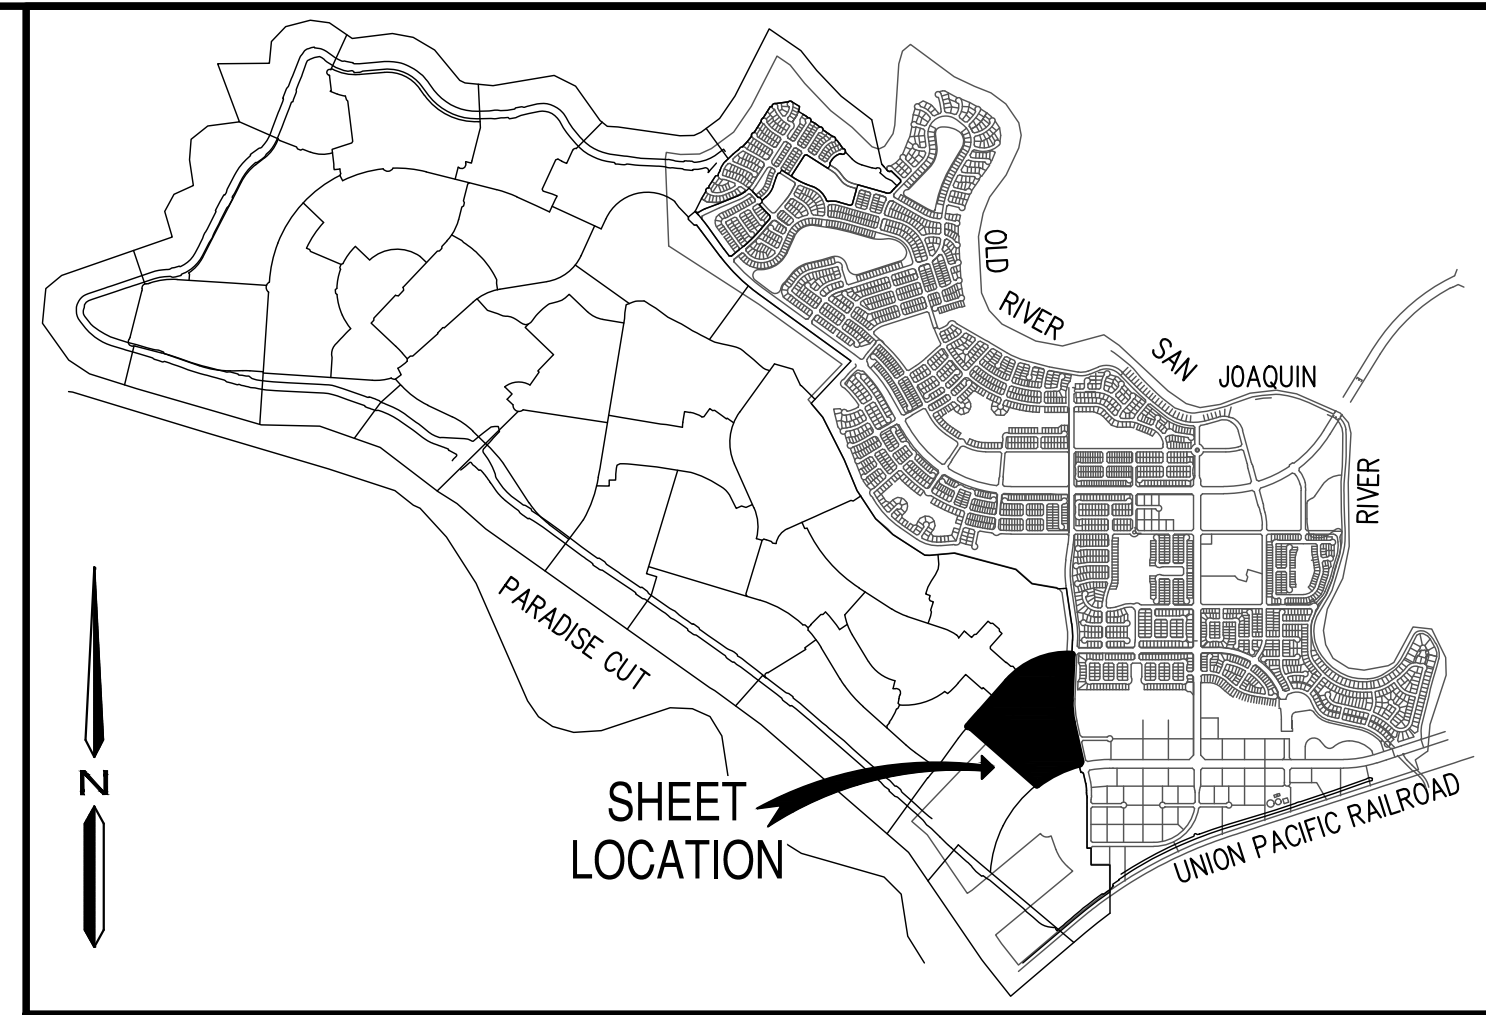 OLD
RIVER
SAN
JOAQUIN
RIVER
PARADISE CUT
SHEET
LOCATION
UNION PACIFIC RAILROAD
N